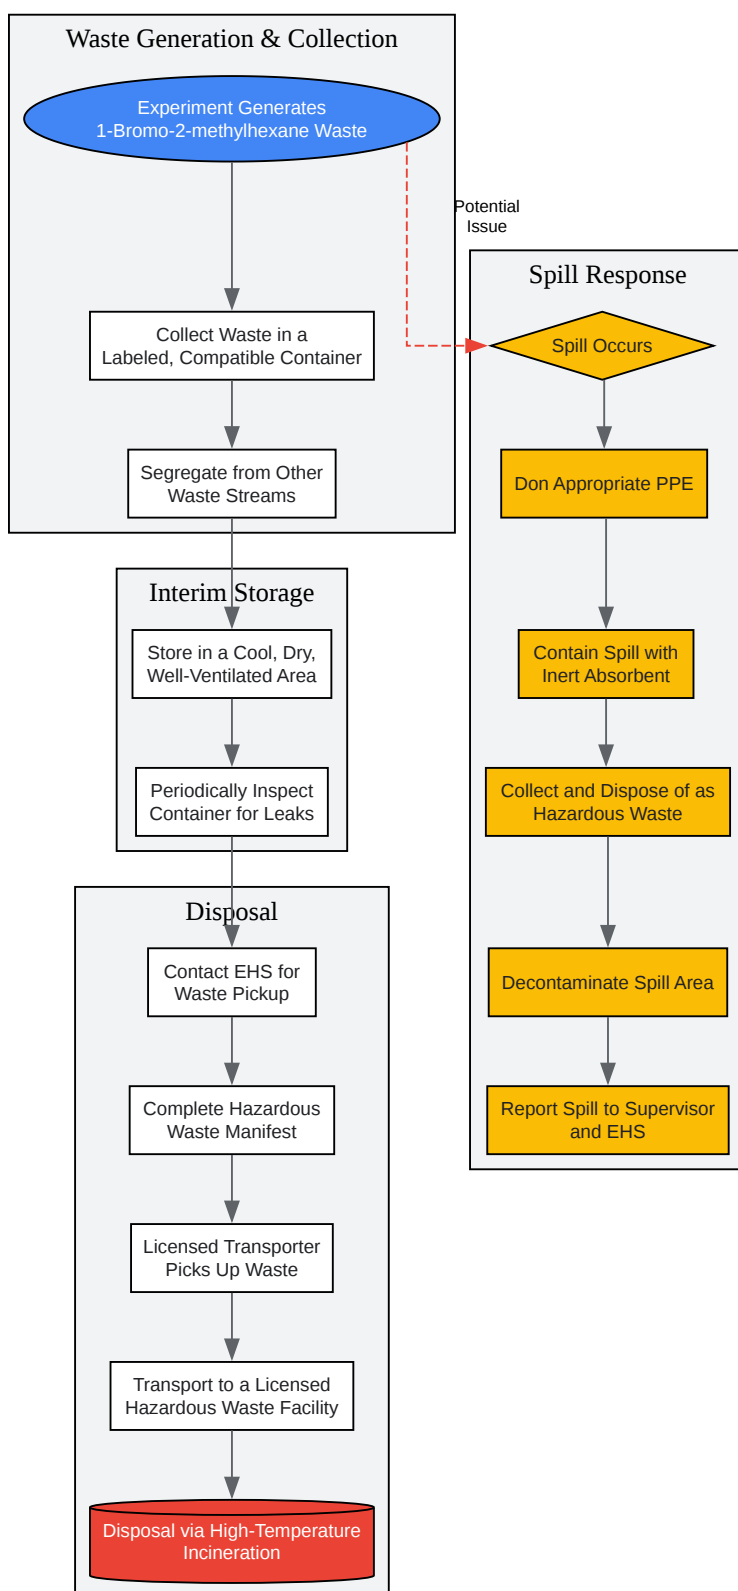 Waste Generation & Collection
Experiment Generates
1-Bromo-2-methylhexane Waste
Collect Waste in a
Labeled, Compatible Container
Segregate from Other
Waste Streams
Potential
Issue
Spill Response
Spill Occurs
Don Appropriate PPE
Contain Spill with
Inert Absorbent
Collect and Dispose of as
Hazardous Waste
Decontaminate Spill Area
Report Spill to Supervisor
and EHS
Interim Storage
Store in a Cool, Dry,
Well-Ventilated Area
Periodically Inspect
Container for Leaks
Disposal
Contact EHS for
Waste Pickup
Complete Hazardous
Waste Manifest
Licensed Transporter
Picks Up Waste
Transport to a Licensed
Hazardous Waste Facility
Disposal via High-Temperature
Incineration